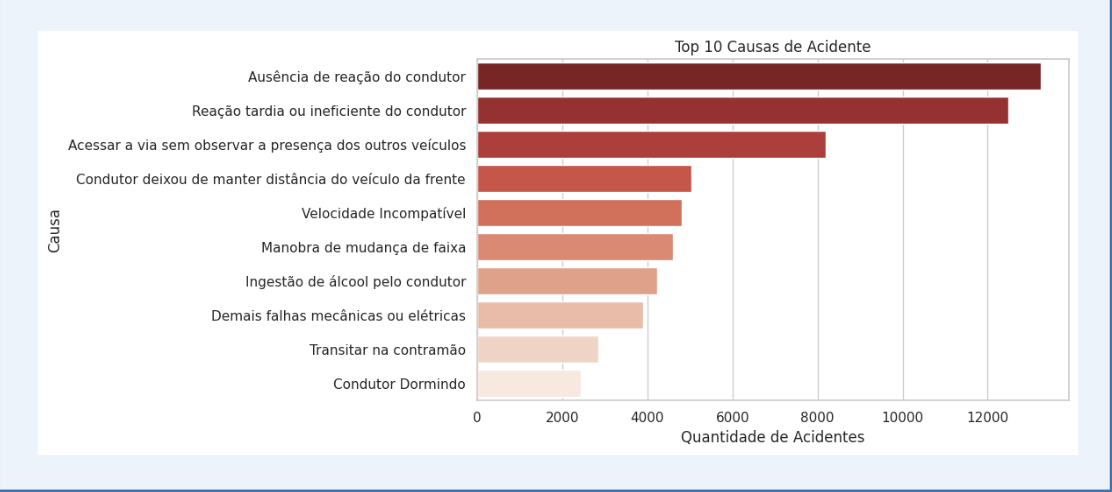 Top 10 Causas de Acidente
Ausência de reação do condutor
Reação tardia ou ineficiente do condutor
Acessar a via sem observar a presença dos outros veículos
Condutor deixou de manter distância do veículo da frente
Velocidade Incompatível
Manobra de mudança de faixa
Ingestão de álcool pelo condutor
Demais falhas mecânicas ou elétricas
Transitar na contramão
Condutor Dormindo
Causa
0 2000 4000 6000 8000 10000 12000
Quantidade de Acidentes